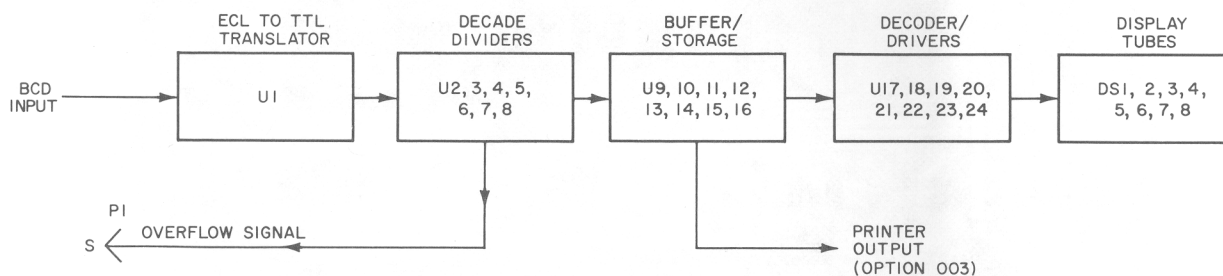 ECL TO TTL
TRANSLATOR
DECADE
DIVIDERS
BUFFER/
STORAGE
DECODER/
DRIVERS
DISPLAY
TUBES
BCD
INPUT
U1
U2, 3, 4, 5,
6, 7, 8
U9, 10, 11, 12,
13, 14, 15, 16
U17, 18, 19, 20,
21, 22, 23, 24
DS1, 2, 3, 4,
5, 6, 7, 8
P1
S
OVERFLOW SIGNAL
PRINTER
OUTPUT
(OPTION 003)